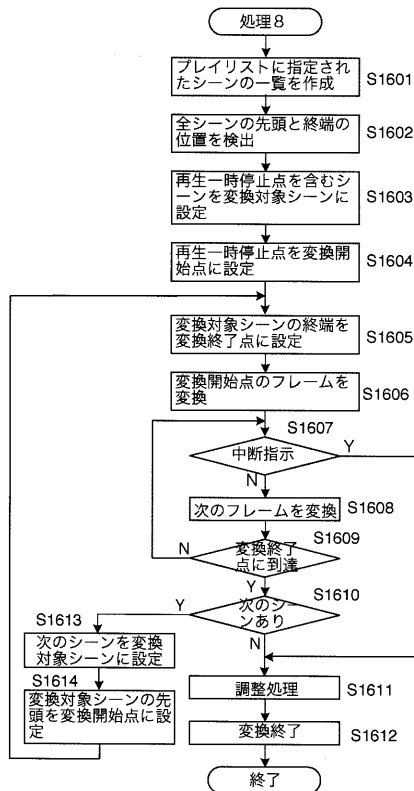 処理8
プレイリストに指定され
たシーンの一覧を作成
S1601
全シーンの先頭と終端の
位置を検出
S1602
再生一時停止点を含むシ
ーンを変換対象シーンに
設定
S1603
再生一時停止点を変換開
始点に設定
S1604
変換対象シーンの終端を
変換終了点に設定
S1605
変換開始点のフレームを
変換
S1606
S1607
中断指示
Y
N
次のフレームを変換
S1608
S1609
変換終了
点に到達
N
Y
S1610
次のシー
ンあり
Y
N
S1613
次のシーンを変換
対象シーンに設定
S1614
変換対象シーンの先
頭を変換開始点に設
定
調整処理
S1611
変換終了
S1612
終了